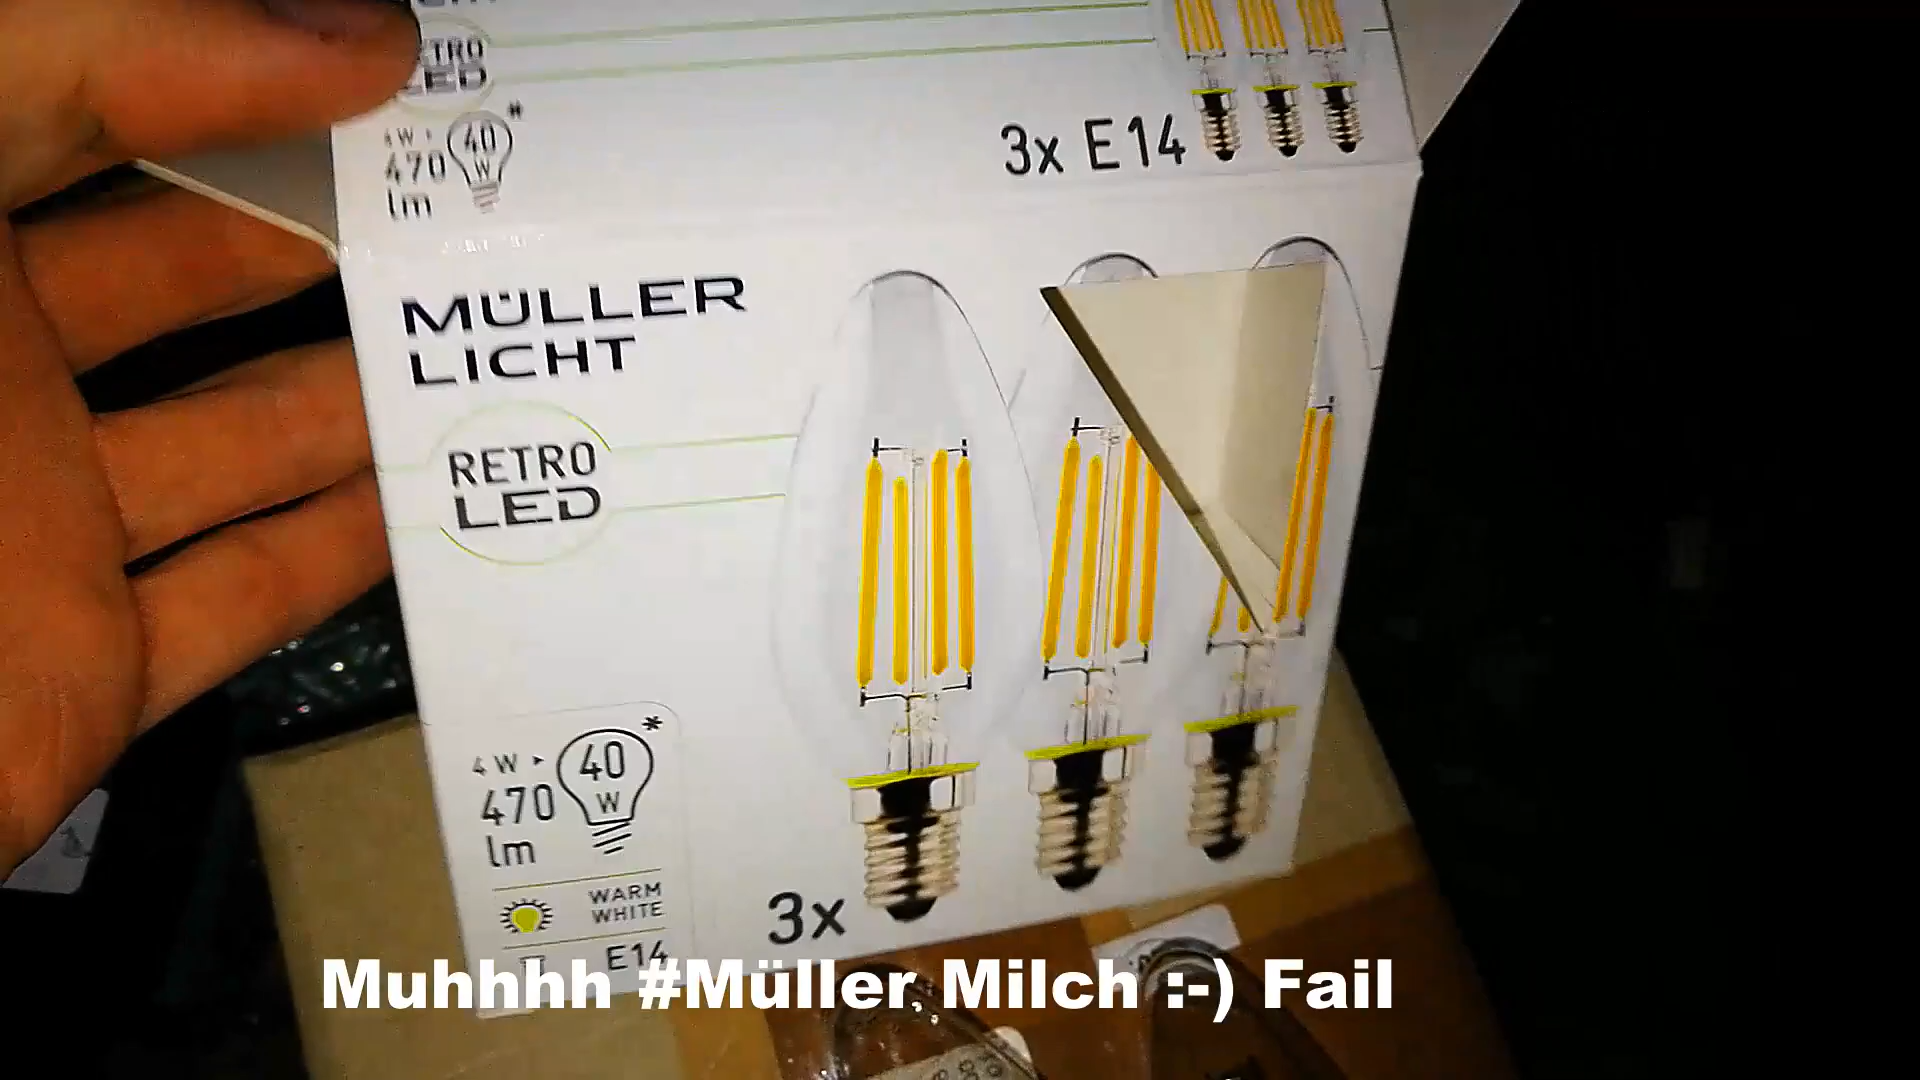 RETRO
LED
4W
40
W
*
470
lm
3x E14
MÜLLER
LICHT
RETRO
LED
4W
40
W
*
470
lm
WARM
WHITE
E14
3x
Muhhhh #Müller Milch :-) Fail